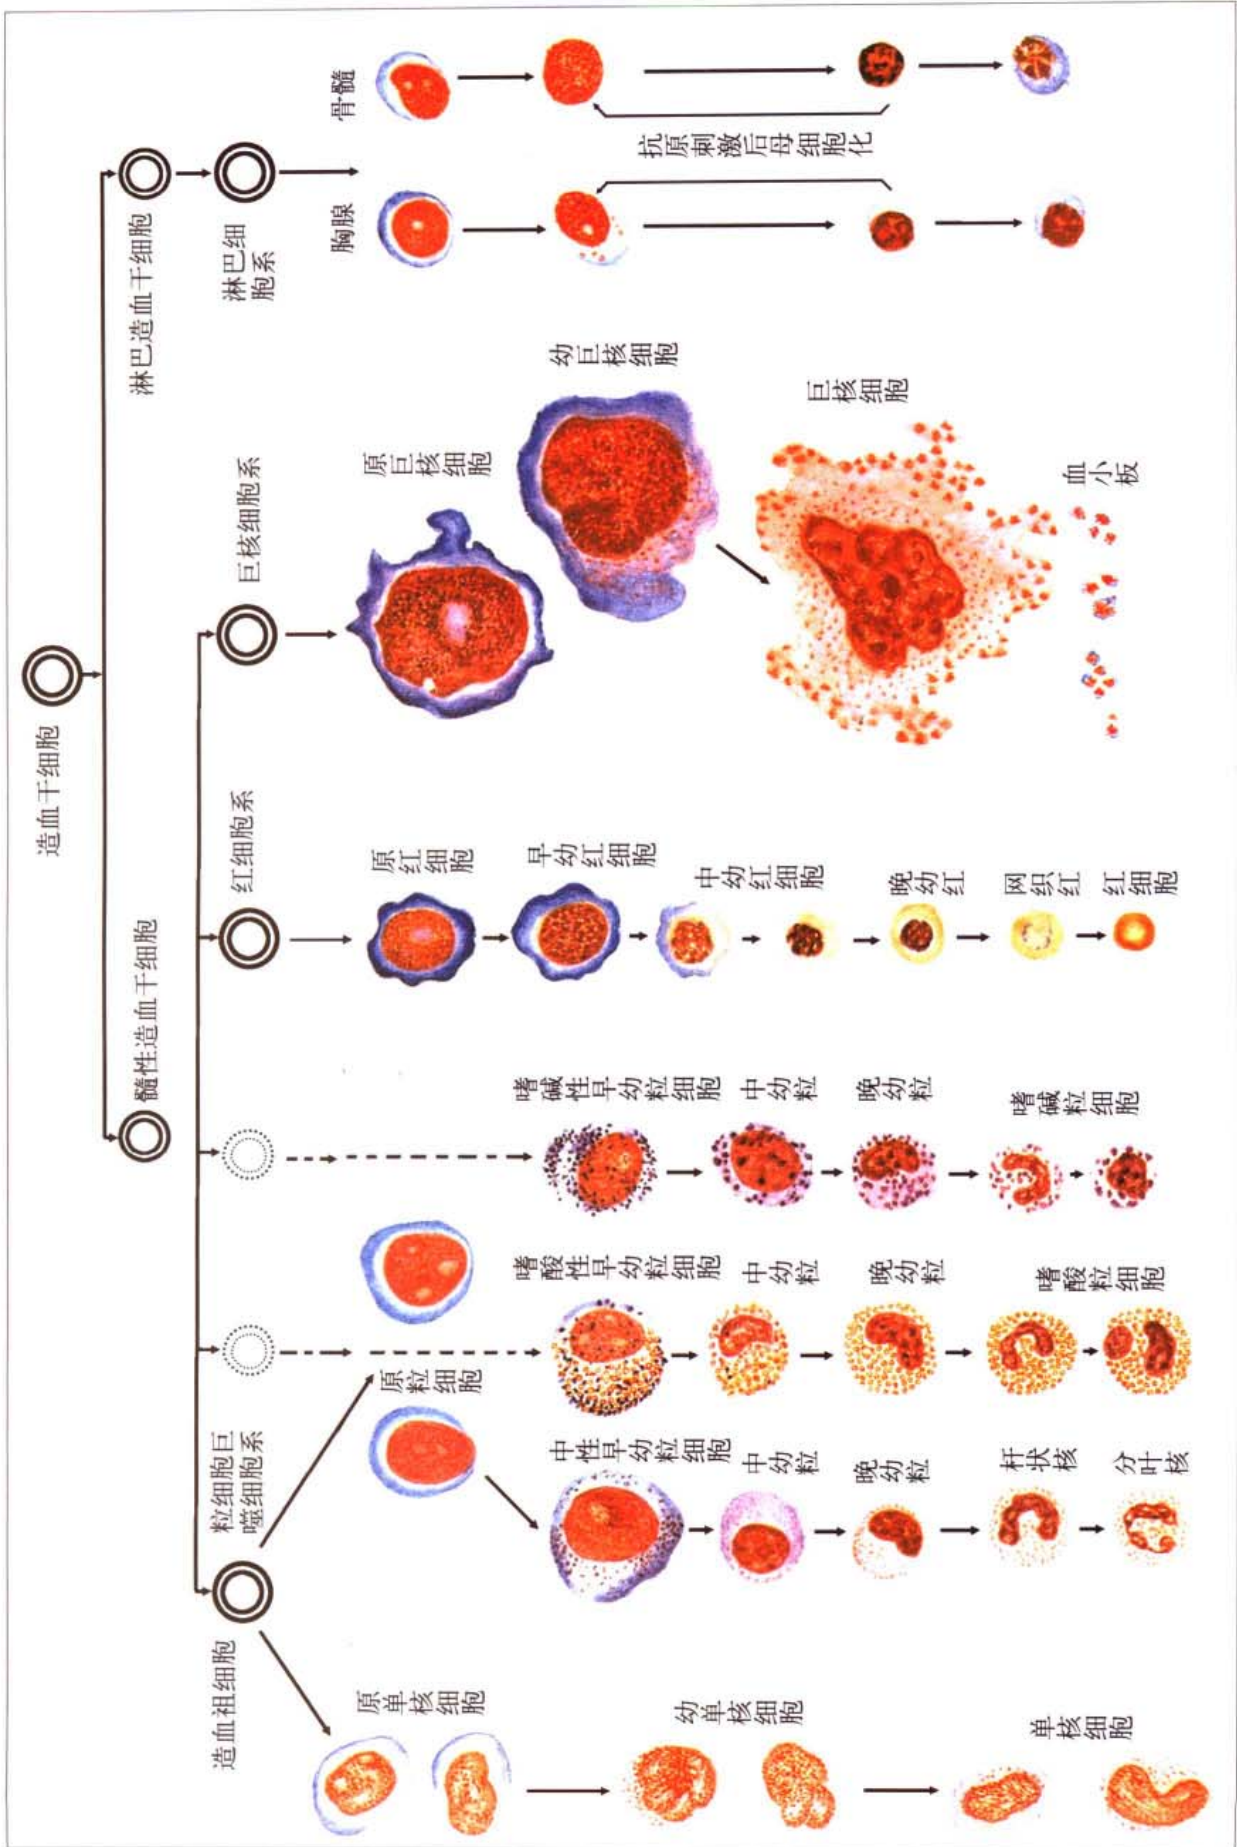 造血干细胞
髓性造血干细胞
淋巴造血干细胞
造血祖细胞
粒细胞巨
噬细胞系
红细胞系
巨核细胞系
淋巴细
胞系
原单核细胞
幼单核细胞
单核细胞
原粒细胞
中性早幼粒细胞
中幼粒
晚幼粒
杆状核
分叶核
嗜酸性早幼粒细胞
中幼粒
晚幼粒
嗜酸粒细胞
嗜碱性早幼粒细胞
中幼粒
晚幼粒
嗜碱粒细胞
原红细胞
早幼红细胞
中幼红细胞
晚幼红
网织红
红细胞
原巨核细胞
幼巨核细胞
巨核细胞
血小板
胸腺
骨髓
抗原刺激后母细胞化